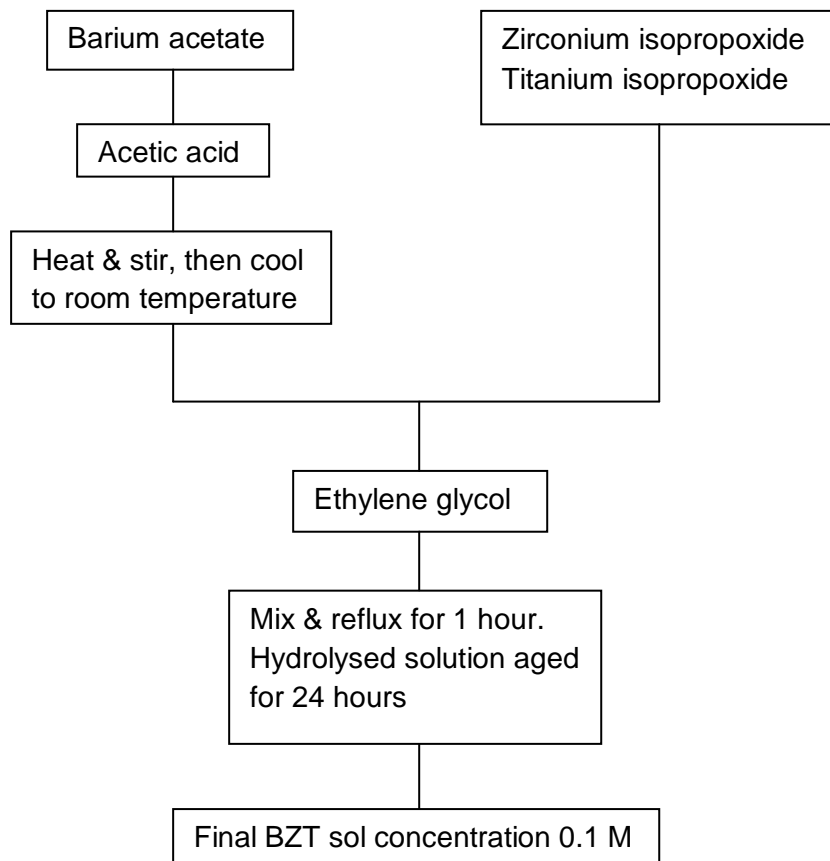 Barium acetate
Zirconium isopropoxide
Titanium isopropoxide
Acetic acid
Heat & stir, then cool
to room temperature
Ethylene glycol
Mix & reflux for 1 hour.
Hydrolysed solution aged
for 24 hours
Final BZT sol concentration 0.1 M